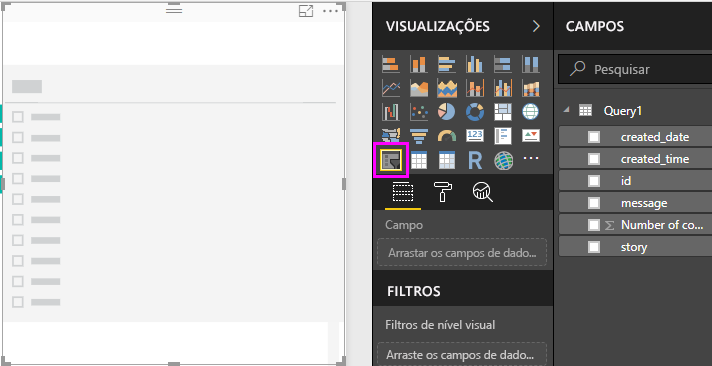 VISUALIZAÇÕES
CAMPOS
Pesquisar
Query1
created_date
created_time
id
message
Σ Number of co...
story
123
R
Campo
Arrastar os campos de dado...
FILTROS
Filtros de nível visual
Arraste os campos de dado...